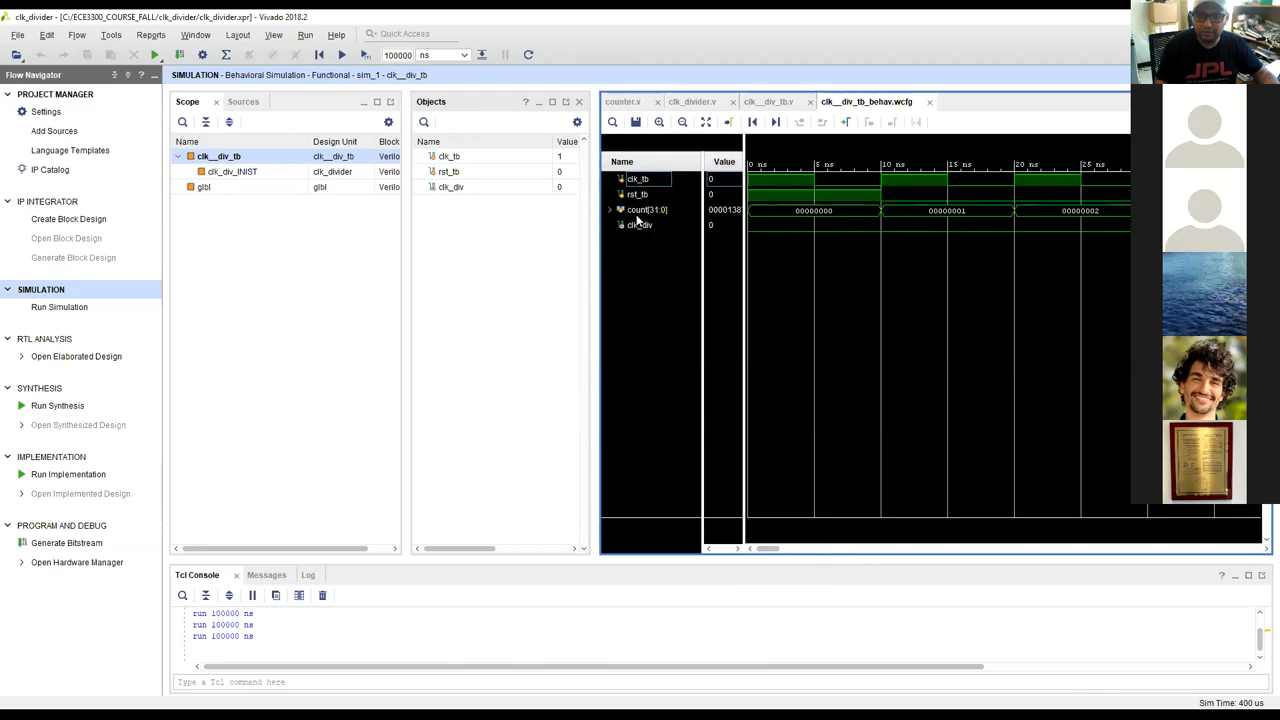 clk_divider - [C:/ECE3300_COURSE_FALL/clk_divider/clk_divider.xpr] - Vivado 2018.2
File Edit Flow Tools Reports Window Layout View Run Help Quick Access
100000 ns
Flow Navigator
SIMULATION - Behavioral Simulation - Functional - sim_1 - clk__div_tb
PROJECT MANAGER
Settings
Add Sources
Language Templates
IP Catalog
IP INTEGRATOR
Create Block Design
Open Block Design
Generate Block Design
SIMULATION
Run Simulation
RTL ANALYSIS
Open Elaborated Design
SYNTHESIS
Run Synthesis
Open Synthesized Design
IMPLEMENTATION
Run Implementation
Open Implemented Design
PROGRAM AND DEBUG
Generate Bitstream
Open Hardware Manager
Scope Sources
Name Design Unit Block
clk__div_tb clk__div_tb Verilo
clk_div_INIST clk_divider Verilo
glbl glbl Verilo
Objects
Name Value
clk_tb 1
rst_tb 0
clk_div 0
counter.v clk_divider.v clk__div_tb.v clk__div_tb_behav.wcfg
Name Value
clk_tb 0
rst_tb 0
count[31:0] 0000138
clk_div 0
0 ns 5 ns 10 ns 15 ns 20 ns 25 ns
00000000 00000001 00000002
JPL
Tcl Console Messages Log
run 100000 ns
run 100000 ns
run 100000 ns
Type a Tcl command here
Sim Time: 400 us